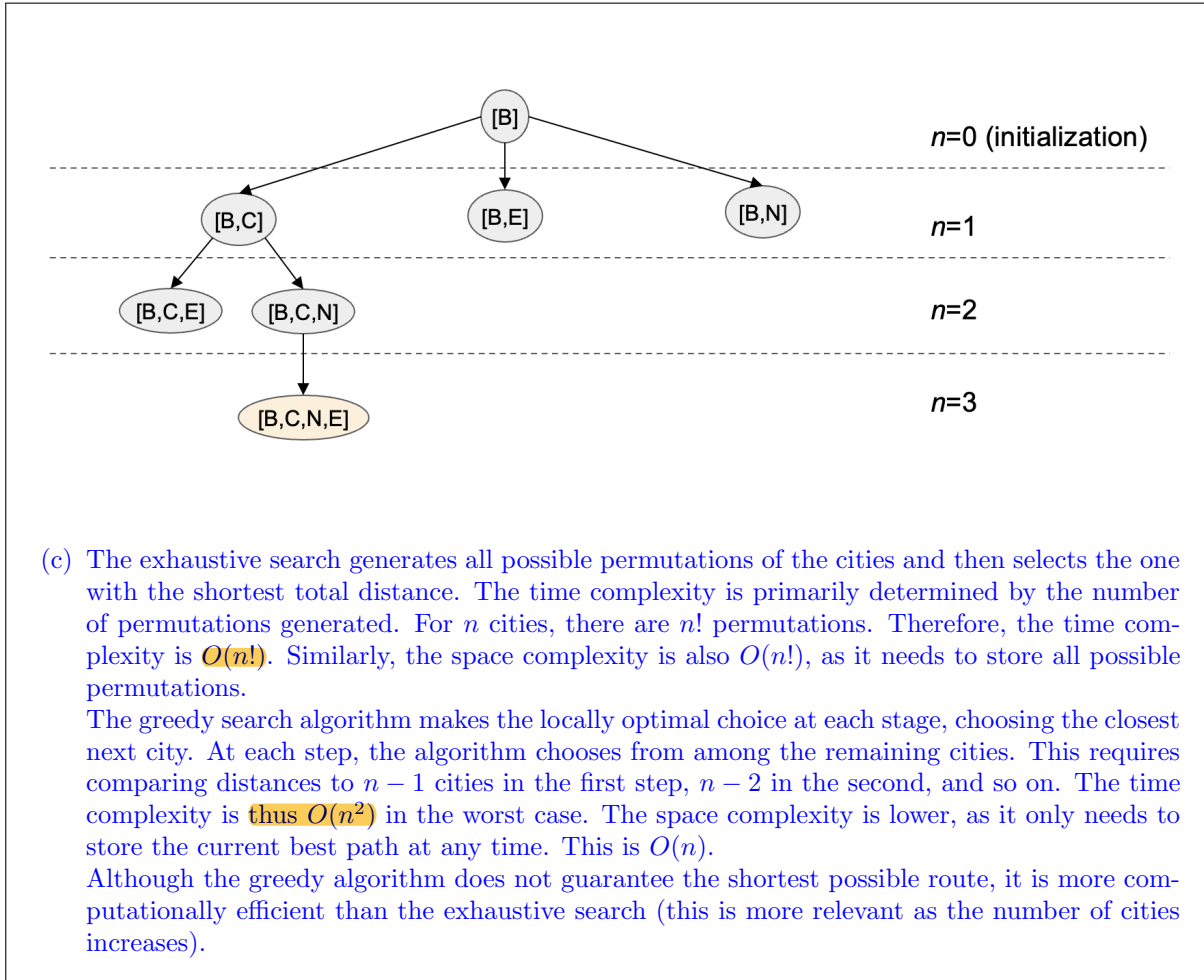 [B]
n=0 (initialization)
[B,C]
[B,E]
[B,N]
n=1
[B,C,E]
[B,C,N]
n=2
[B,C,N,E]
n=3
(c) The exhaustive search generates all possible permutations of the cities and then selects the one
with the shortest total distance. The time complexity is primarily determined by the number
of permutations generated. For n cities, there are n! permutations. Therefore, the time com-
plexity is O(n!). Similarly, the space complexity is also O(n!), as it needs to store all possible
permutations.
The greedy search algorithm makes the locally optimal choice at each stage, choosing the closest
next city. At each step, the algorithm chooses from among the remaining cities. This requires
comparing distances to n − 1 cities in the first step, n − 2 in the second, and so on. The time
complexity is thus O(n²) in the worst case. The space complexity is lower, as it only needs to
store the current best path at any time. This is O(n).
Although the greedy algorithm does not guarantee the shortest possible route, it is more com-
putationally efficient than the exhaustive search (this is more relevant as the number of cities
increases).